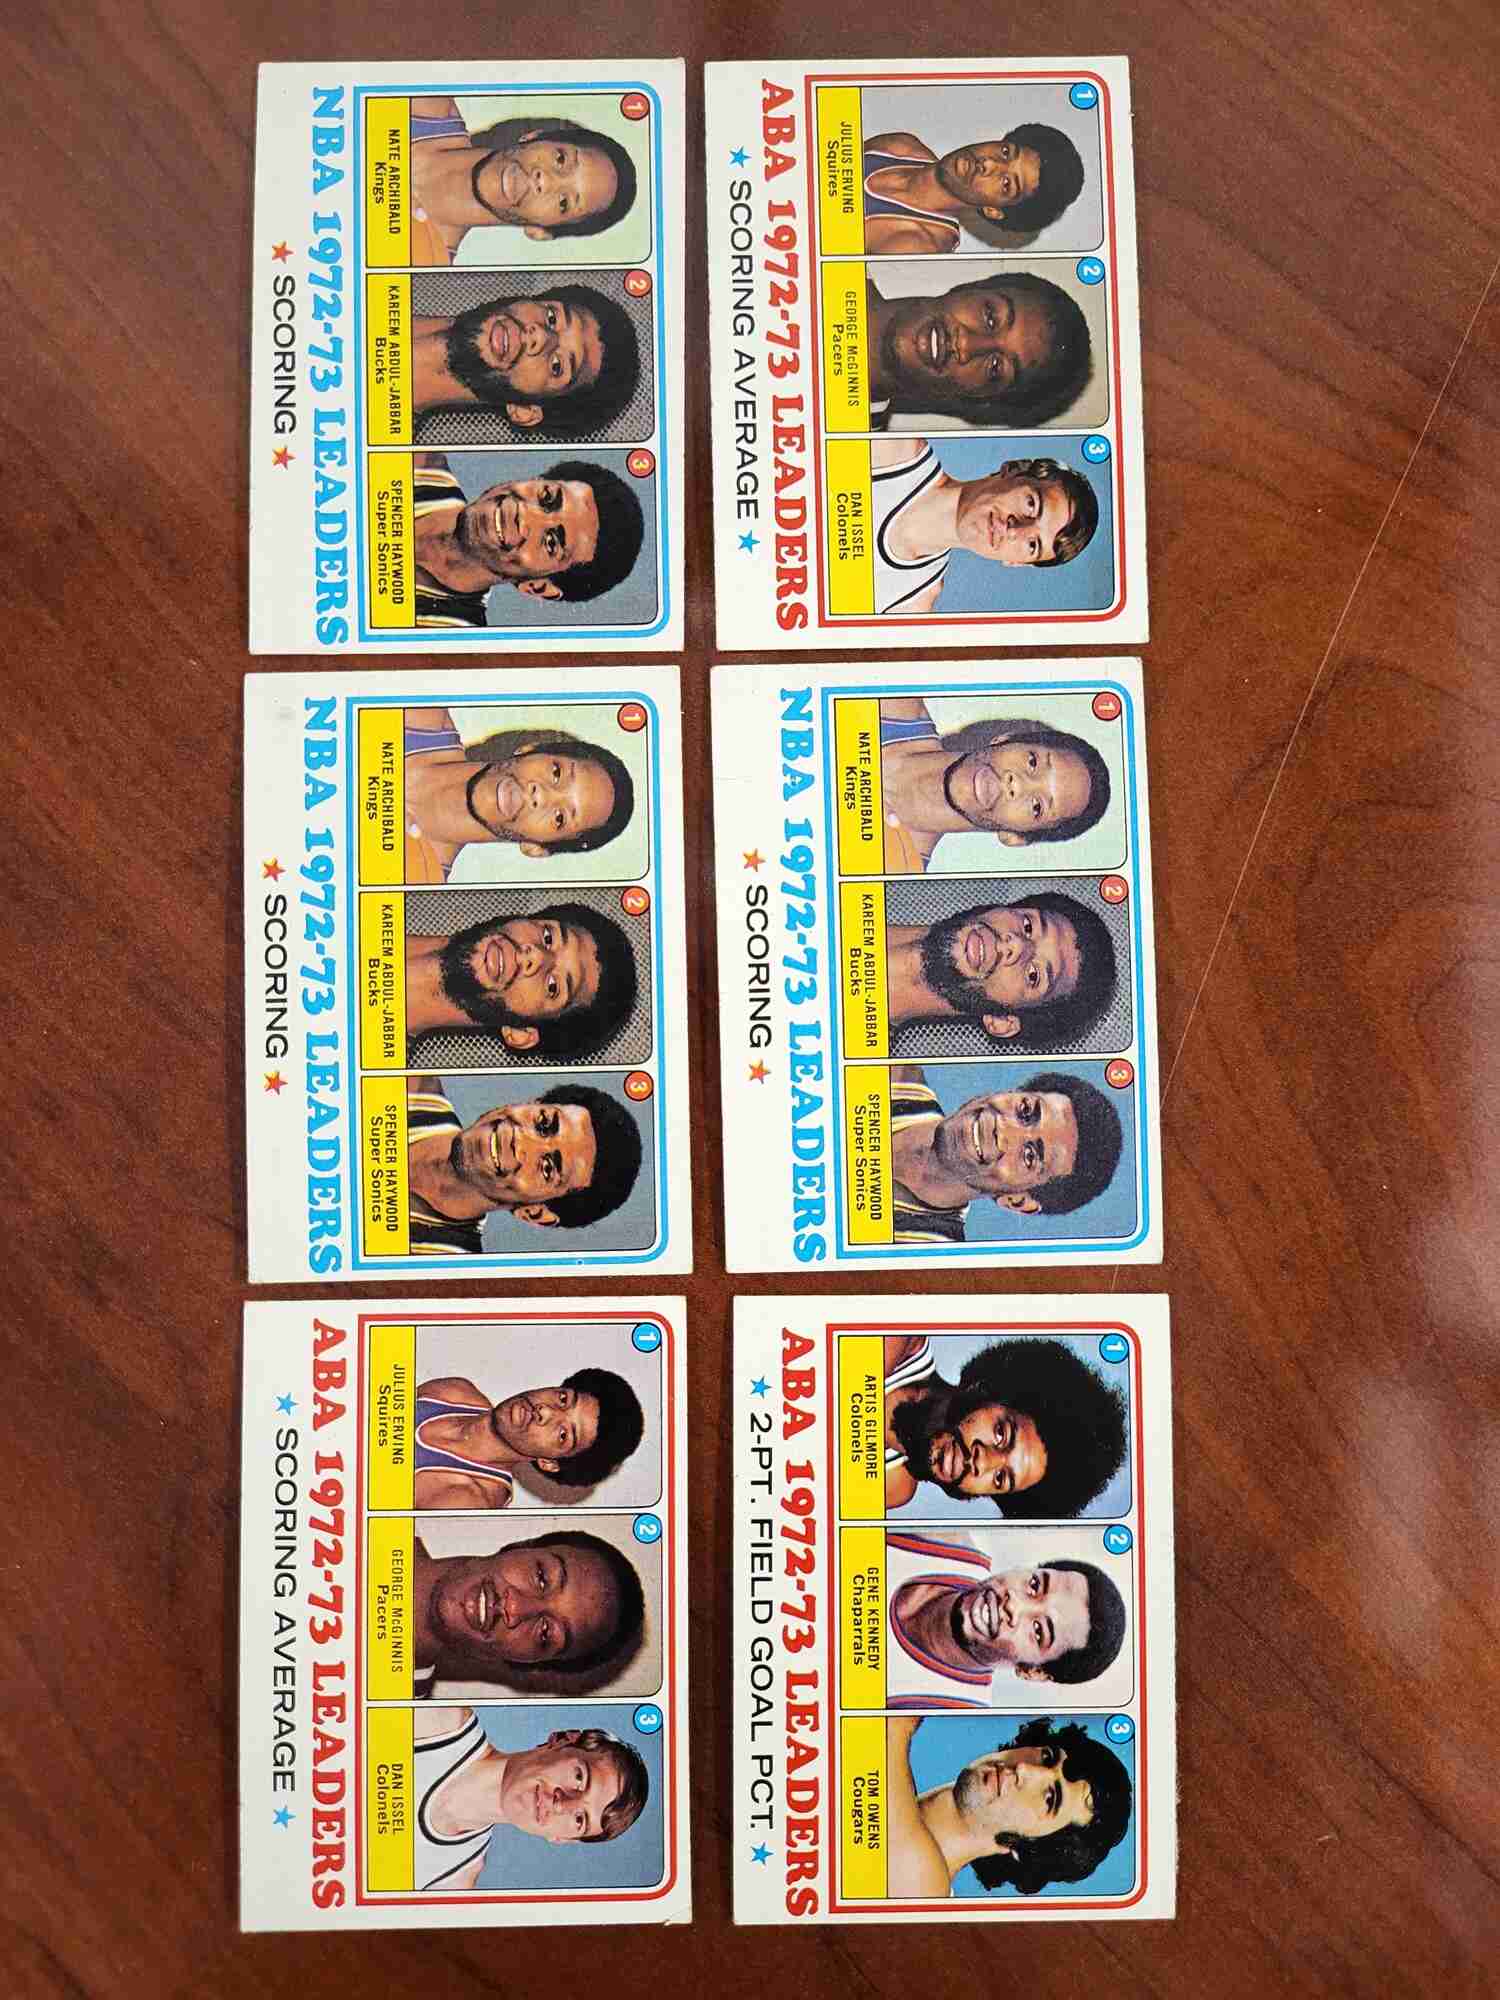 1 2 3
JULIUS ERVING
Squires
GEORGE McGINNIS
Pacers
DAN ISSEL
Colonels
ABA 1972-73 LEADERS
★ SCORING AVERAGE ★
1 2 3
NATE ARCHIBALD
Kings
KAREEM ABDUL-JABBAR
Bucks
SPENCER HAYWOOD
Super Sonics
NBA 1972-73 LEADERS
★ SCORING ★
1 2 3
ARTIS GILMORE
Colonels
GENE KENNEDY
Chaparrals
TOM OWENS
Cougars
ABA 1972-73 LEADERS
★ 2-PT. FIELD GOAL PCT. ★
1 2 3
NATE ARCHIBALD
Kings
KAREEM ABDUL-JABBAR
Bucks
SPENCER HAYWOOD
Super Sonics
NBA 1972-73 LEADERS
★ SCORING ★
1 2 3
NATE ARCHIBALD
Kings
KAREEM ABDUL-JABBAR
Bucks
SPENCER HAYWOOD
Super Sonics
NBA 1972-73 LEADERS
★ SCORING ★
1 2 3
JULIUS ERVING
Squires
GEORGE McGINNIS
Pacers
DAN ISSEL
Colonels
ABA 1972-73 LEADERS
★ SCORING AVERAGE ★